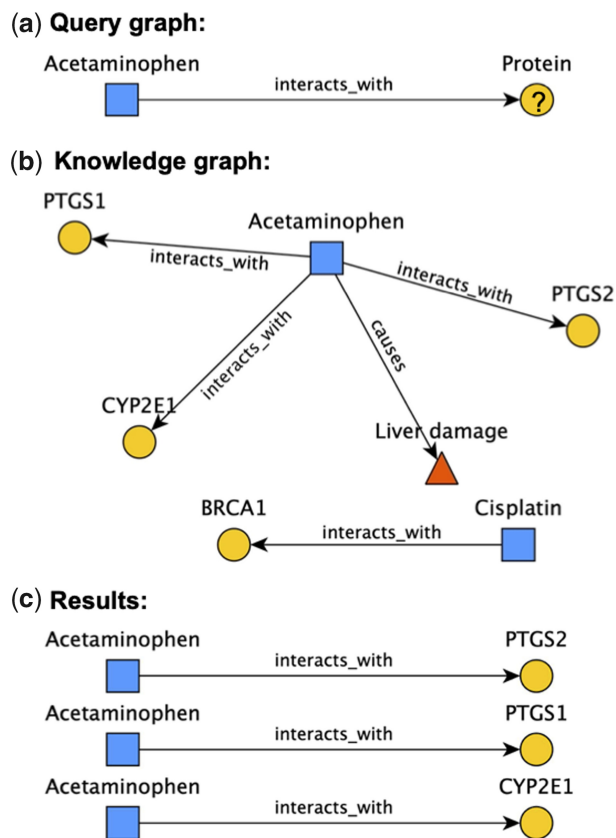 (a) Query graph:
Acetaminophen
Protein
interacts_with
?
(b) Knowledge graph:
PTGS1
Acetaminophen
interacts_with
interacts_with
PTGS2
interacts_with
causes
CYP2E1
Liver damage
BRCA1
Cisplatin
interacts_with
(c) Results:
Acetaminophen
PTGS2
interacts_with
Acetaminophen
PTGS1
interacts_with
Acetaminophen
CYP2E1
interacts_with